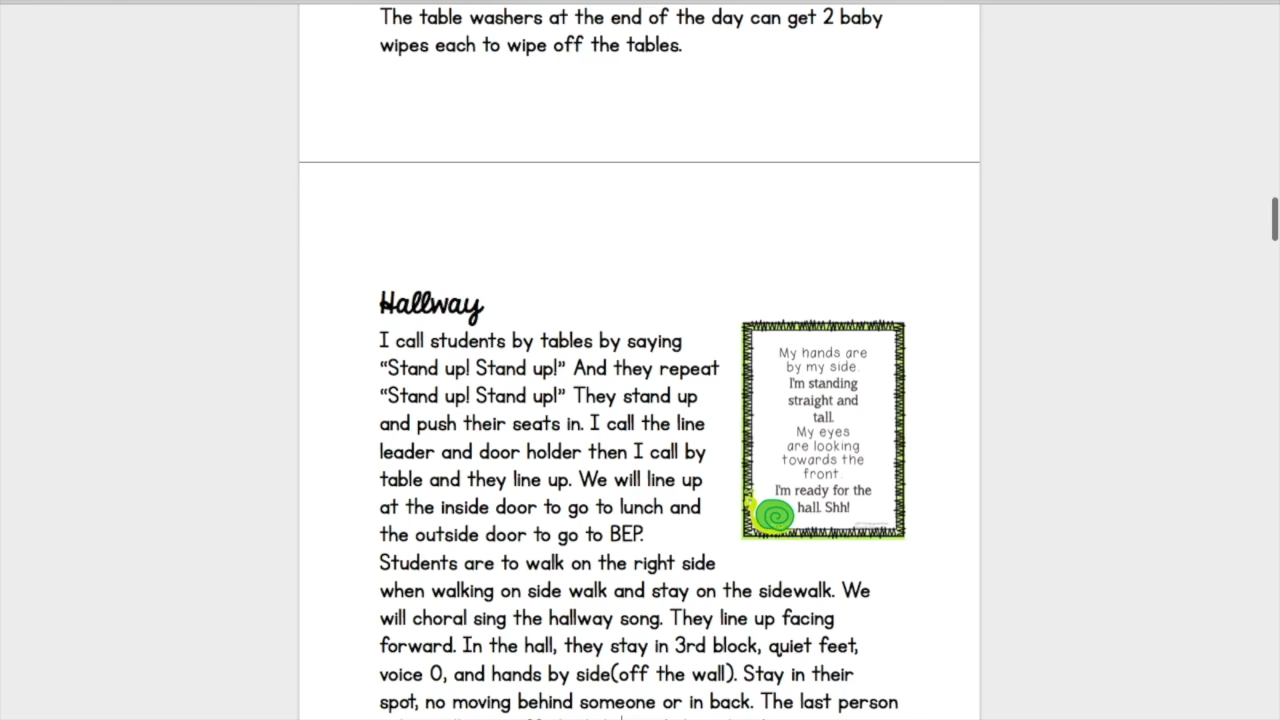 The table washers at the end of the day can get 2 baby
wipes each to wipe off the tables.
Hallway
I call students by tables by saying
“Stand up! Stand up!” And they repeat
“Stand up! Stand up!” They stand up
and push their seats in. I call the line
leader and door holder then I call by
table and they line up. We will line up
at the inside door to go to lunch and
the outside door to go to BEP.
Students are to walk on the right side
when walking on side walk and stay on the sidewalk. We
will choral sing the hallway song. They line up facing
forward. In the hall, they stay in 3rd block, quiet feet,
voice 0, and hands by side(off the wall). Stay in their
spot, no moving behind someone or in back. The last person
My hands are
by my side.
I'm standing
straight and
tall.
My eyes
are looking
towards the
front.
I'm ready for the
hall. Shh!